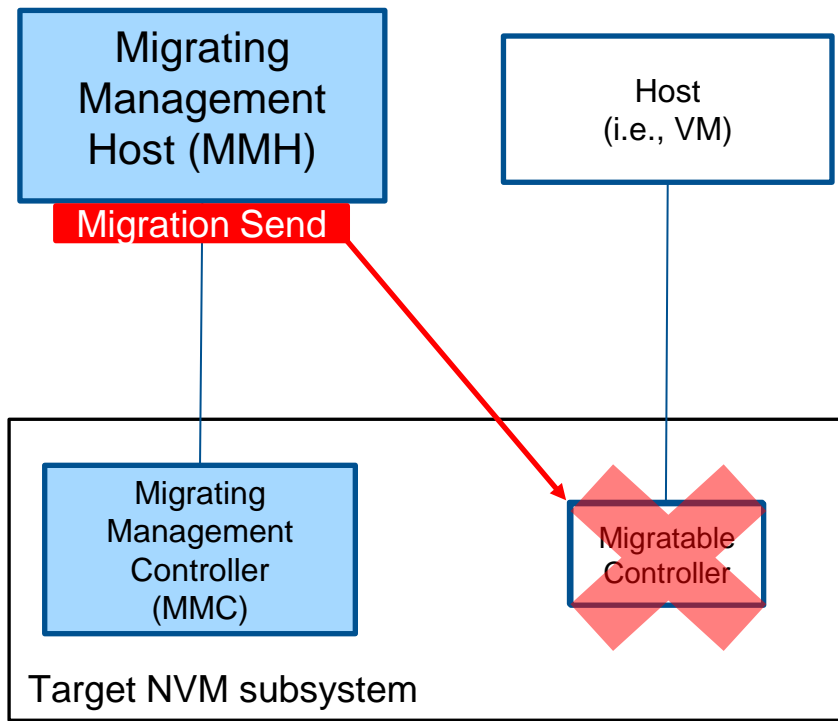 Migrating
Management
Host (MMH)
Host
(i.e., VM)
Migration Send
Migrating
Management
Controller
(MMC)
Migratable
Controller
Target NVM subsystem